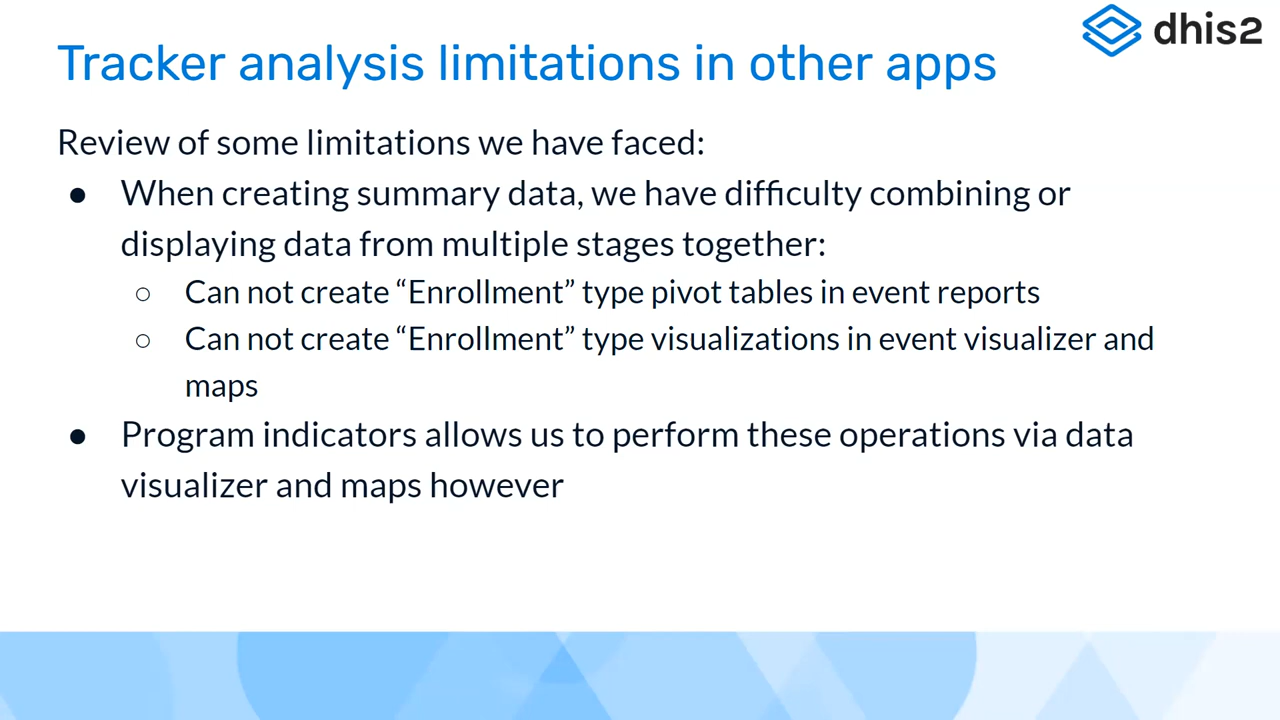 dhis2
Tracker analysis limitations in other apps
Review of some limitations we have faced:
● When creating summary data, we have difficulty combining or
displaying data from multiple stages together:
○ Can not create “Enrollment” type pivot tables in event reports
○ Can not create “Enrollment” type visualizations in event visualizer and
maps
● Program indicators allows us to perform these operations via data
visualizer and maps however